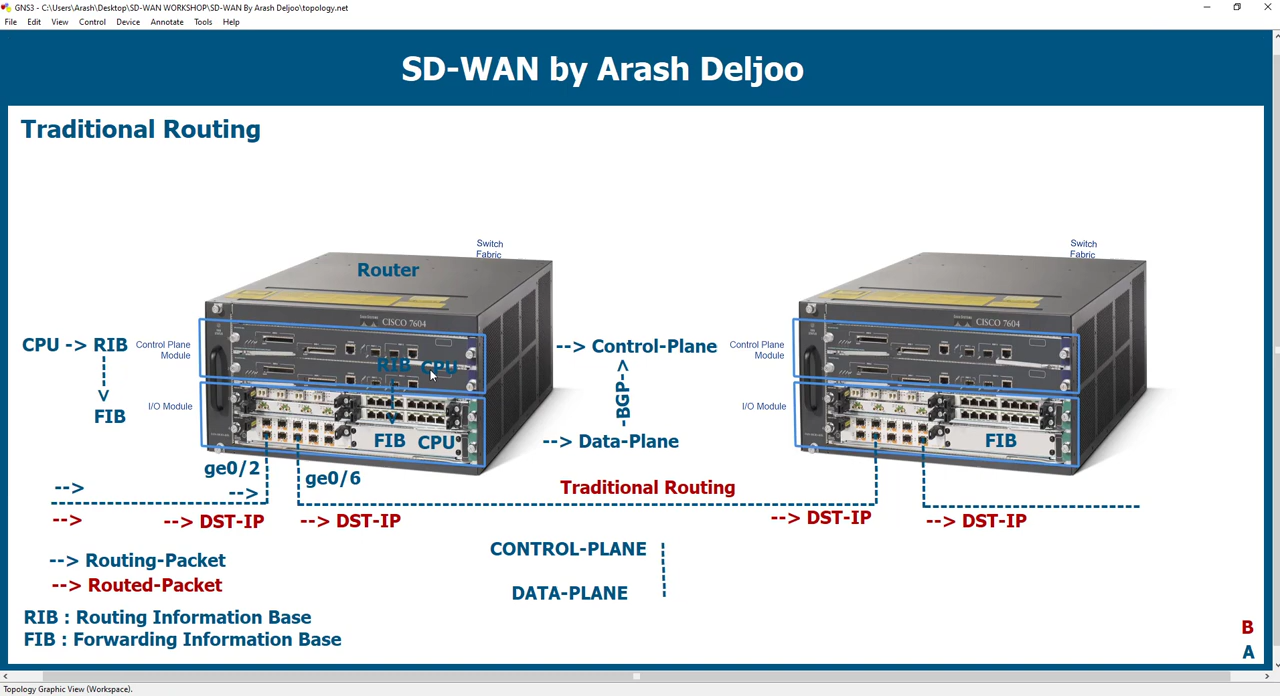 GNS3 - C:\Users\Arash\Desktop\SD-WAN WORKSHOP\SD-WAN By Arash Deljoo\topology.net
File Edit View Control Device Annotate Tools Help
SD-WAN by Arash Deljoo
Traditional Routing
Switch
Fabric
Switch
Fabric
Router
CISCO 7604
CISCO 7604
CPU -> RIB
Control Plane
Module
RIB CPU
--> Control-Plane
Control Plane
Module
-BGP->
FIB
I/O Module
FIB CPU
--> Data-Plane
I/O Module
FIB
ge0/2
ge0/6
-->
-->
Traditional Routing
-->
--> DST-IP
--> DST-IP
--> DST-IP
--> DST-IP
--> Routing-Packet
--> Routed-Packet
CONTROL-PLANE
DATA-PLANE
RIB : Routing Information Base
FIB : Forwarding Information Base
B
A
Topology Graphic View (Workspace).